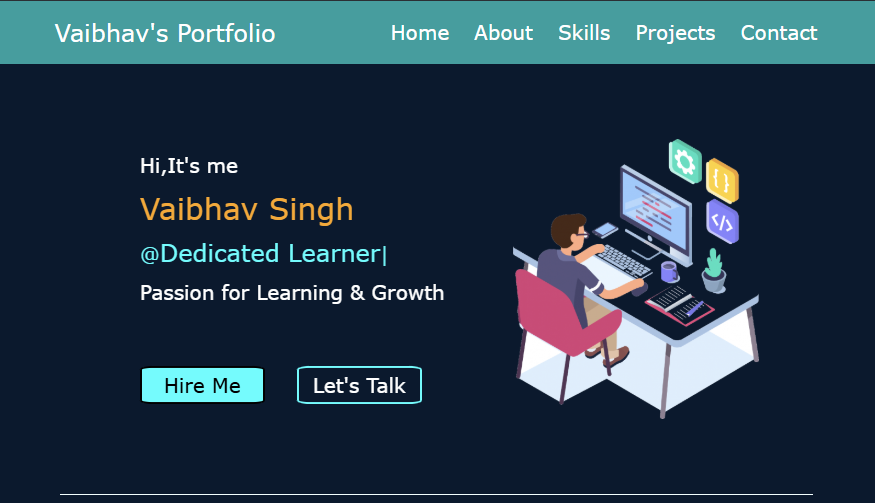 Vaibhav's Portfolio Home About Skills Projects Contact
Hi,It's me
Vaibhav Singh
@Dedicated Learner|
Passion for Learning & Growth
Hire Me Let's Talk